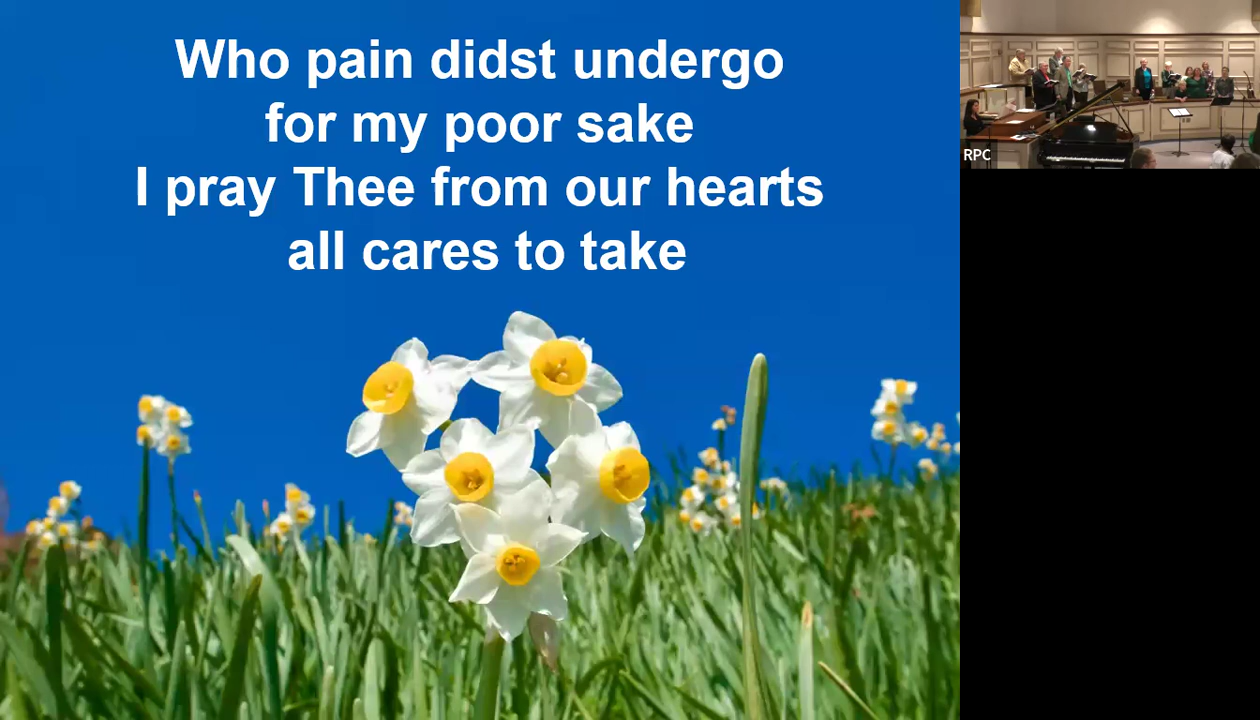 Who pain didst undergo
for my poor sake
I pray Thee from our hearts
all cares to take
RPC